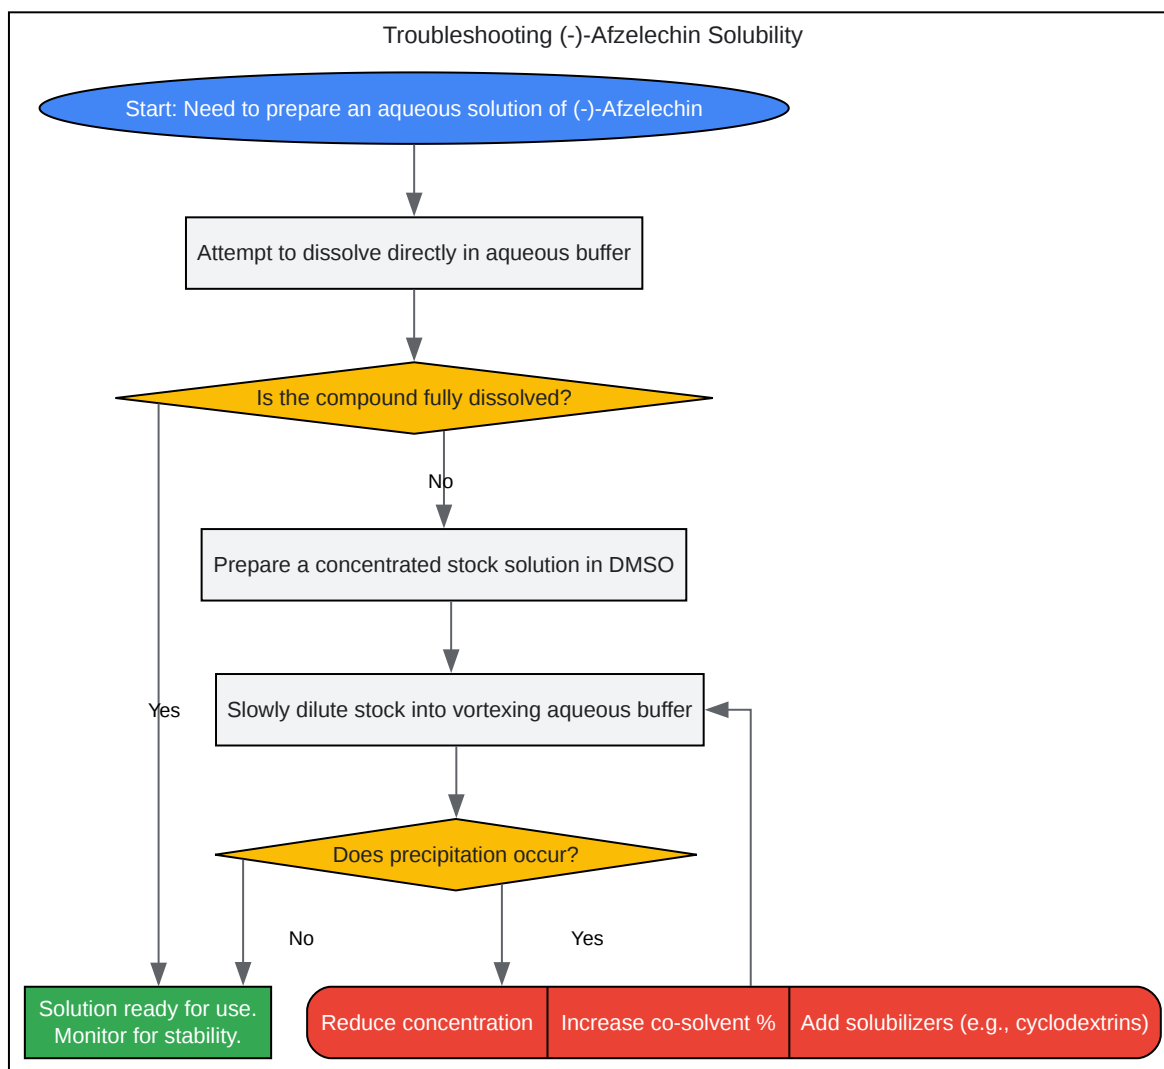 Troubleshooting (-)-Afzelechin Solubility
Start: Need to prepare an aqueous solution of (-)-Afzelechin
Attempt to dissolve directly in aqueous buffer
Is the compound fully dissolved?
No
Prepare a concentrated stock solution in DMSO
Yes
Slowly dilute stock into vortexing aqueous buffer
Does precipitation occur?
No
Yes
Solution ready for use.
Monitor for stability.
Reduce concentration
Increase co-solvent %
Add solubilizers (e.g., cyclodextrins)